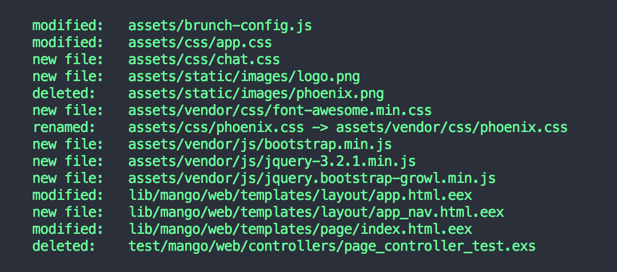 modified:   assets/brunch-config.js
modified:   assets/css/app.css
new file:   assets/css/chat.css
new file:   assets/static/images/logo.png
deleted:    assets/static/images/phoenix.png
new file:   assets/vendor/css/font-awesome.min.css
renamed:    assets/css/phoenix.css -> assets/vendor/css/phoenix.css
new file:   assets/vendor/js/bootstrap.min.js
new file:   assets/vendor/js/jquery-3.2.1.min.js
new file:   assets/vendor/js/jquery.bootstrap-growl.min.js
modified:   lib/mango/web/templates/layout/app.html.eex
new file:   lib/mango/web/templates/layout/app_nav.html.eex
modified:   lib/mango/web/templates/page/index.html.eex
deleted:    test/mango/web/controllers/page_controller_test.exs